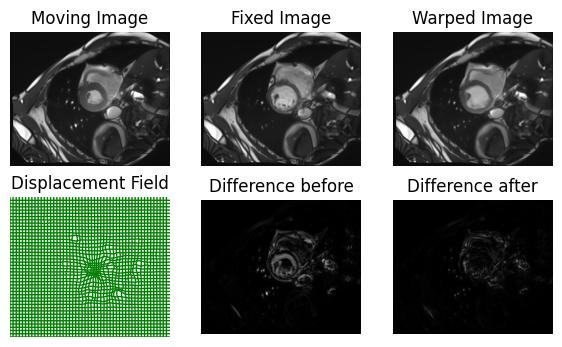 Moving Image
Fixed Image
Warped Image
Displacement Field
Difference before
Difference after